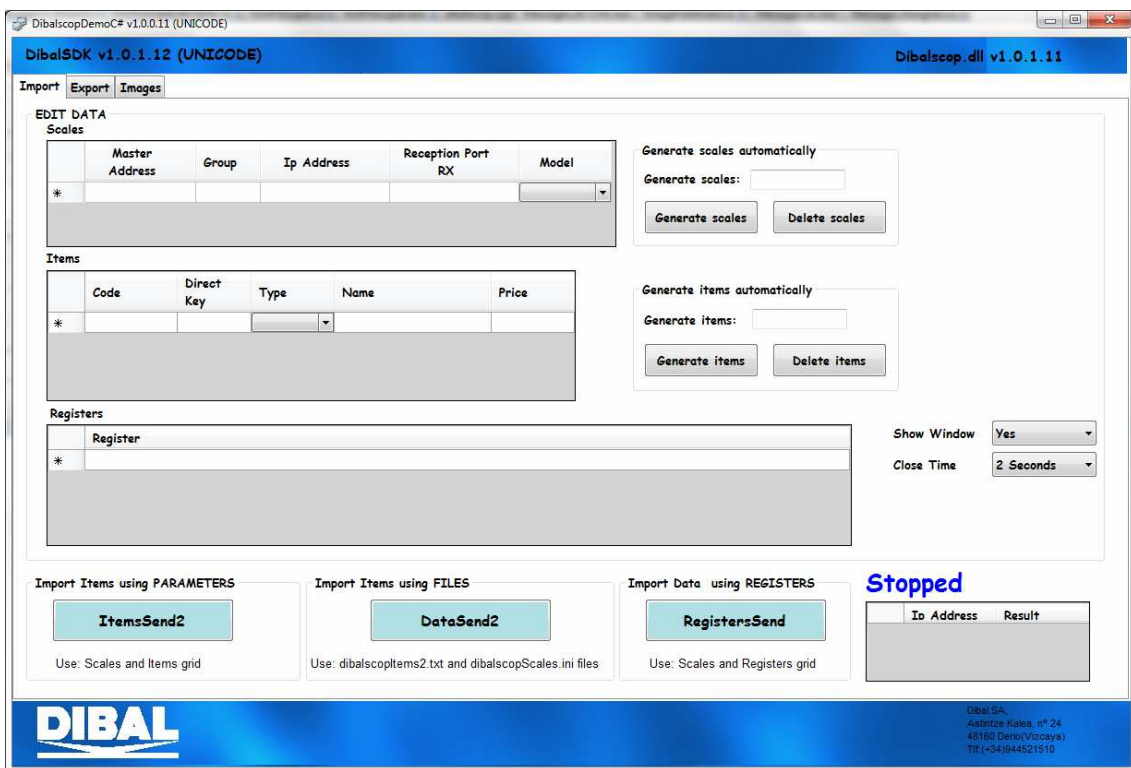 DibalscopDemoC# v1.0.0.11 (UNICODE)
DibalSDK v1.0.1.12 (UNICODE)
Dibalscop.dll v1.0.1.11
Import Export Images
EDIT DATA
Scales
Master Address Group Ip Address Reception Port RX Model
*
Generate scales automatically
Generate scales:
Generate scales Delete scales
Items
Code Direct Key Type Name Price
*
Generate items automatically
Generate items:
Generate items Delete items
Registers
Register
*
Show Window Yes
Close Time 2 Seconds
Import Items using PARAMETERS
ItemsSend2
Use: Scales and Items grid
Import Items using FILES
DataSend2
Use: dibalscopItems2.txt and dibalscopScales.ini files
Import Data using REGISTERS
RegistersSend
Use: Scales and Registers grid
Stopped
Ip Address Result
DIBAL
Dibal SA,
Astintze Kalea, nº 24
48160 Derio(Vizcaya)
Tlf:(+34)944521510